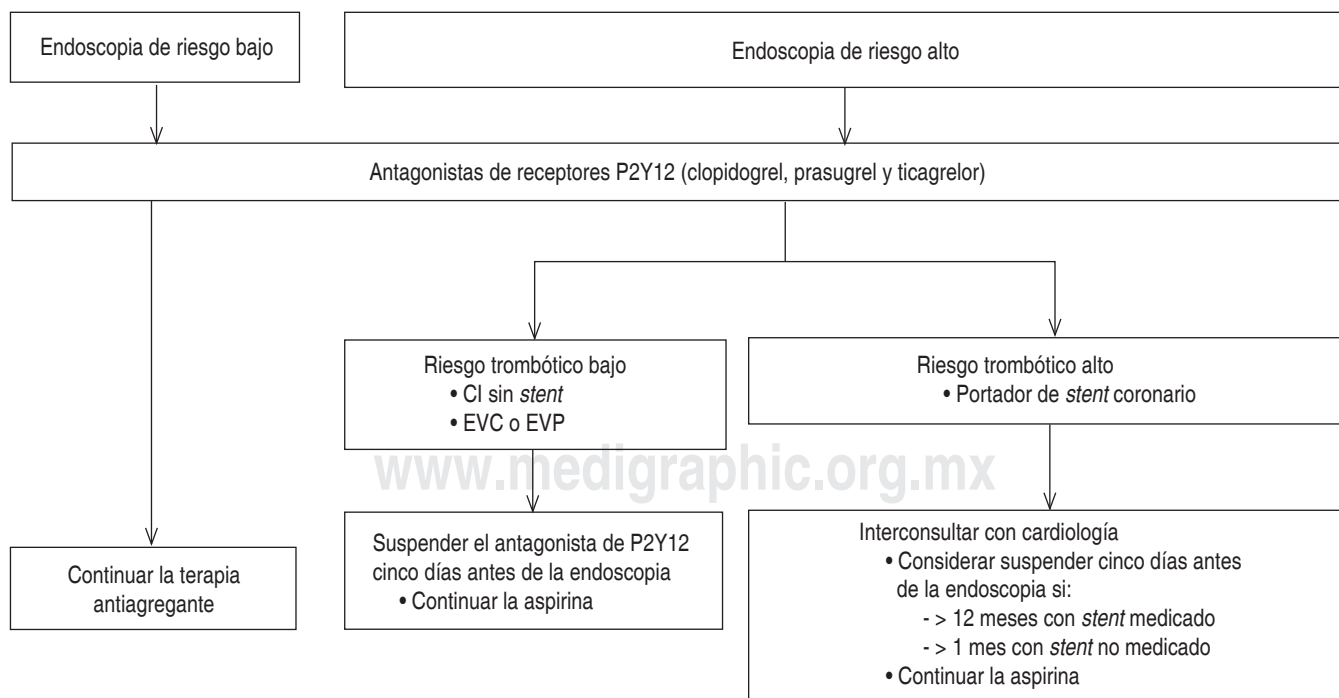 Endoscopia de riesgo bajo
Endoscopia de riesgo alto
Antagonistas de receptores P2Y12 (clopidogrel, prasugrel y ticagrelor)
Riesgo trombótico bajo
• CI sin stent
• EVC o EVP
Riesgo trombótico alto
• Portador de stent coronario
www.medigraphic.org.mx
Continuar la terapia
antiagregante
Suspender el antagonista de P2Y12
cinco días antes de la endoscopia
• Continuar la aspirina
Interconsultar con cardiología
• Considerar suspender cinco días antes
de la endoscopia si:
- > 12 meses con stent medicado
- > 1 mes con stent no medicado
• Continuar la aspirina